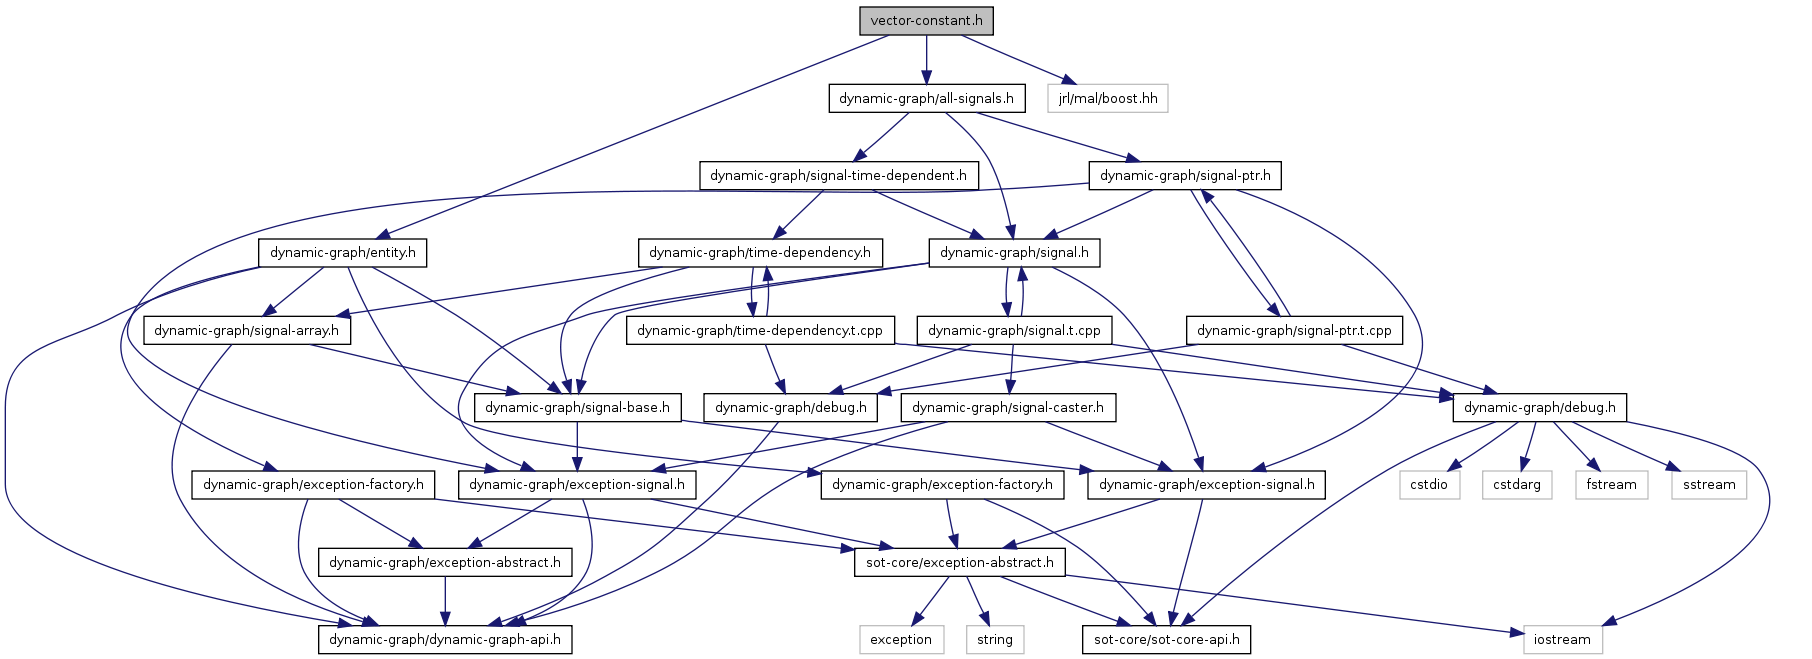 vector-constant.h
dynamic-graph/all-signals.h
jrl/mal/boost.hh
dynamic-graph/signal-time-dependent.h
dynamic-graph/signal-ptr.h
dynamic-graph/entity.h
dynamic-graph/time-dependency.h
dynamic-graph/signal.h
dynamic-graph/signal-array.h
dynamic-graph/time-dependency.t.cpp
dynamic-graph/signal.t.cpp
dynamic-graph/signal-ptr.t.cpp
dynamic-graph/signal-base.h
dynamic-graph/debug.h
dynamic-graph/signal-caster.h
dynamic-graph/debug.h
dynamic-graph/exception-factory.h
dynamic-graph/exception-signal.h
dynamic-graph/exception-factory.h
dynamic-graph/exception-signal.h
cstdio
cstdarg
fstream
sstream
dynamic-graph/exception-abstract.h
sot-core/exception-abstract.h
dynamic-graph/dynamic-graph-api.h
exception
string
sot-core/sot-core-api.h
iostream